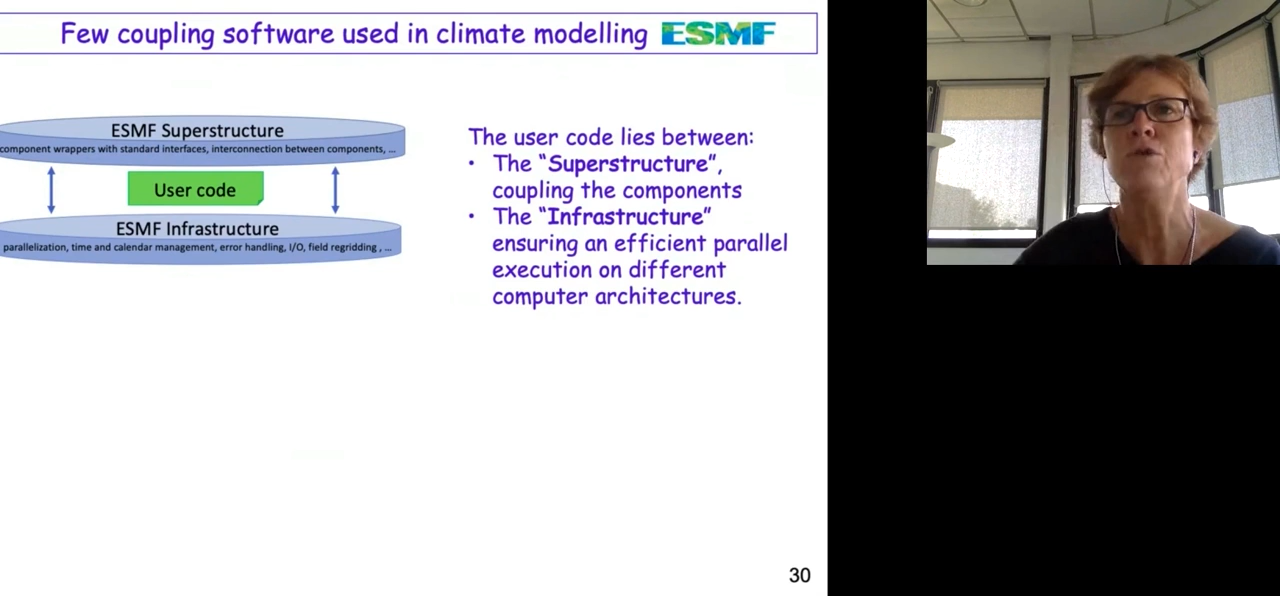 Few coupling software used in climate modelling ESMF
ESMF Superstructure
component wrappers with standard interfaces, interconnection between components, ...
User code
ESMF Infrastructure
parallelization, time and calendar management, error handling, I/O, field regridding , ...
The user code lies between:
• The “Superstructure”,
coupling the components
• The “Infrastructure”
ensuring an efficient parallel
execution on different
computer architectures.
30